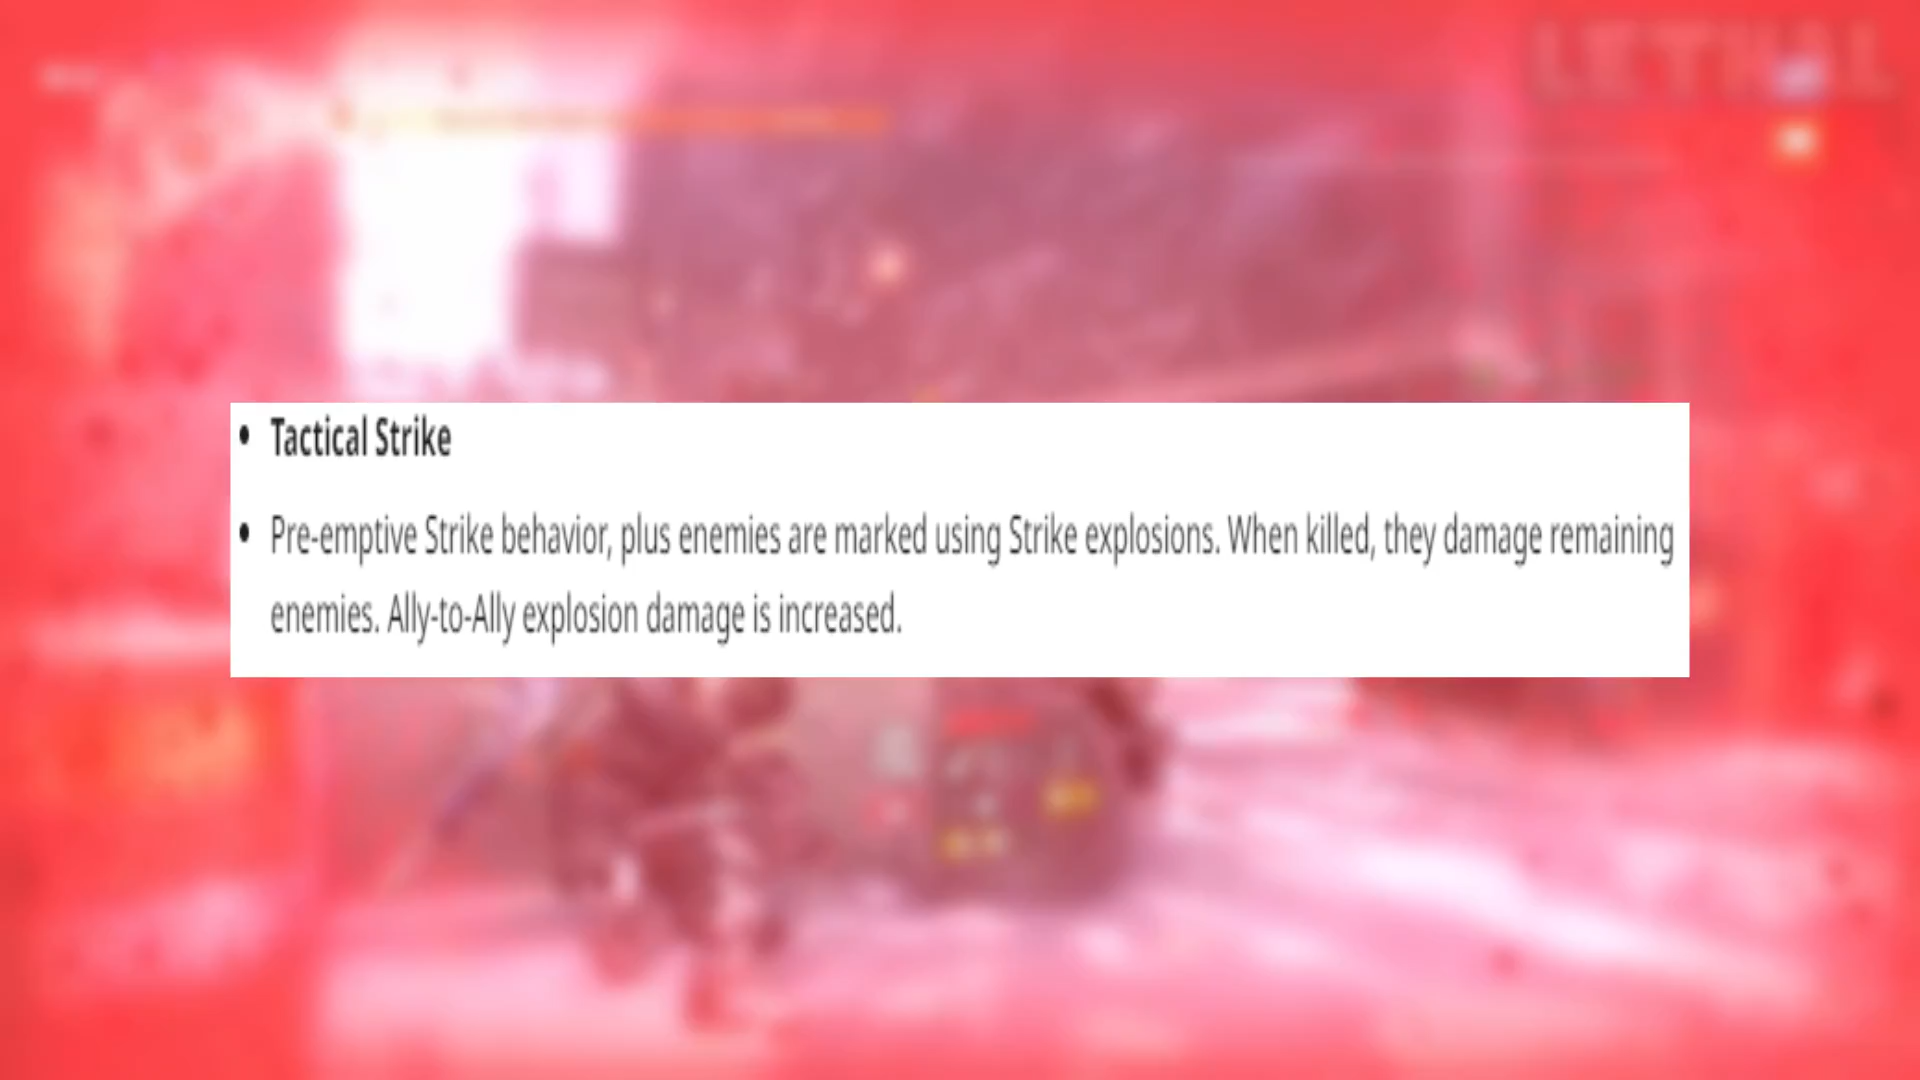 LETHAL
• Tactical Strike
• Pre-emptive Strike behavior, plus enemies are marked using Strike explosions. When killed, they damage remaining
enemies. Ally-to-Ally explosion damage is increased.